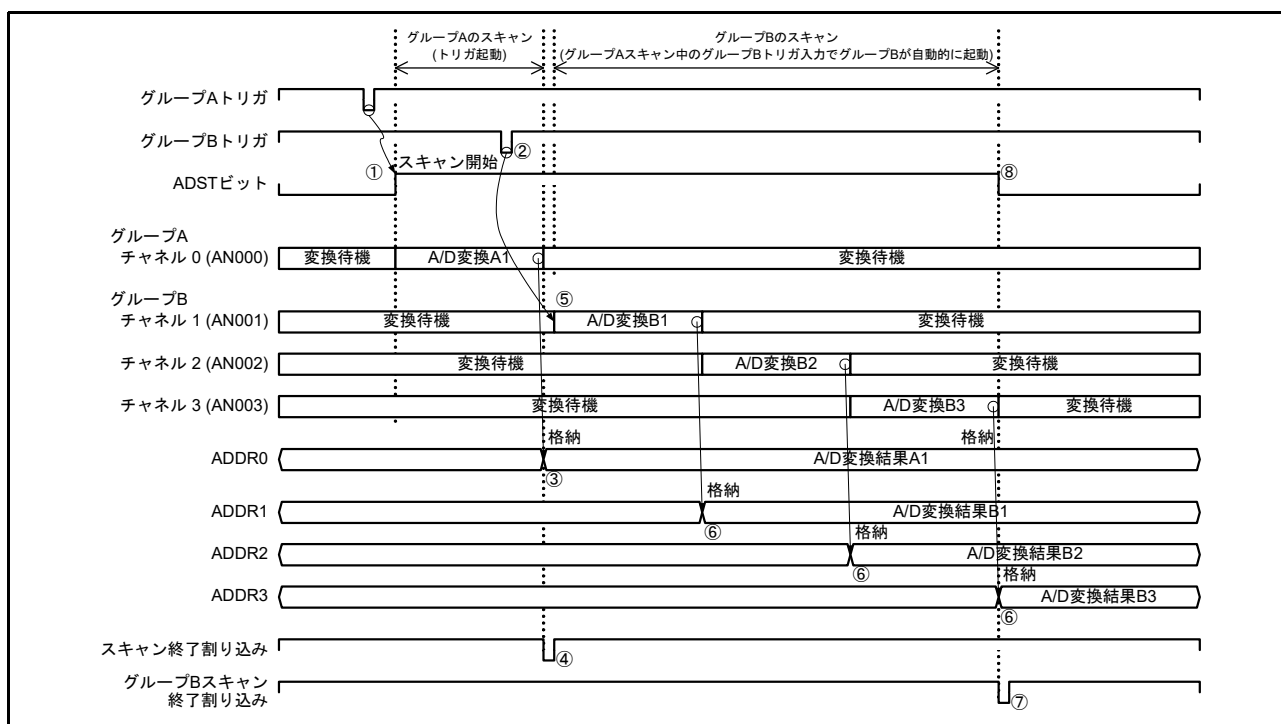 グループAのスキャン
(トリガ起動)
グループBのスキャン
(グループAスキャン中のグループBトリガ入力でグループBが自動的に起動)
グループAトリガ
グループBトリガ
②
①
スキャン開始
⑧
ADSTビット
グループA
チャネル 0 (AN000)
変換待機
A/D変換A1
変換待機
グループB
⑤
チャネル 1 (AN001)
変換待機
A/D変換B1
変換待機
チャネル 2 (AN002)
変換待機
A/D変換B2
変換待機
チャネル 3 (AN003)
変換待機
A/D変換B3
変換待機
格納
格納
ADDR0
A/D変換結果A1
③
格納
ADDR1
A/D変換結果B1
⑥
格納
ADDR2
A/D変換結果B2
⑥
格納
ADDR3
A/D変換結果B3
⑥
スキャン終了割り込み
④
グループBスキャン
終了割り込み
⑦